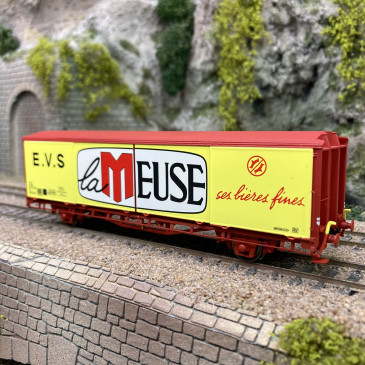 E.V.S
la MEUSE
ses bières fines